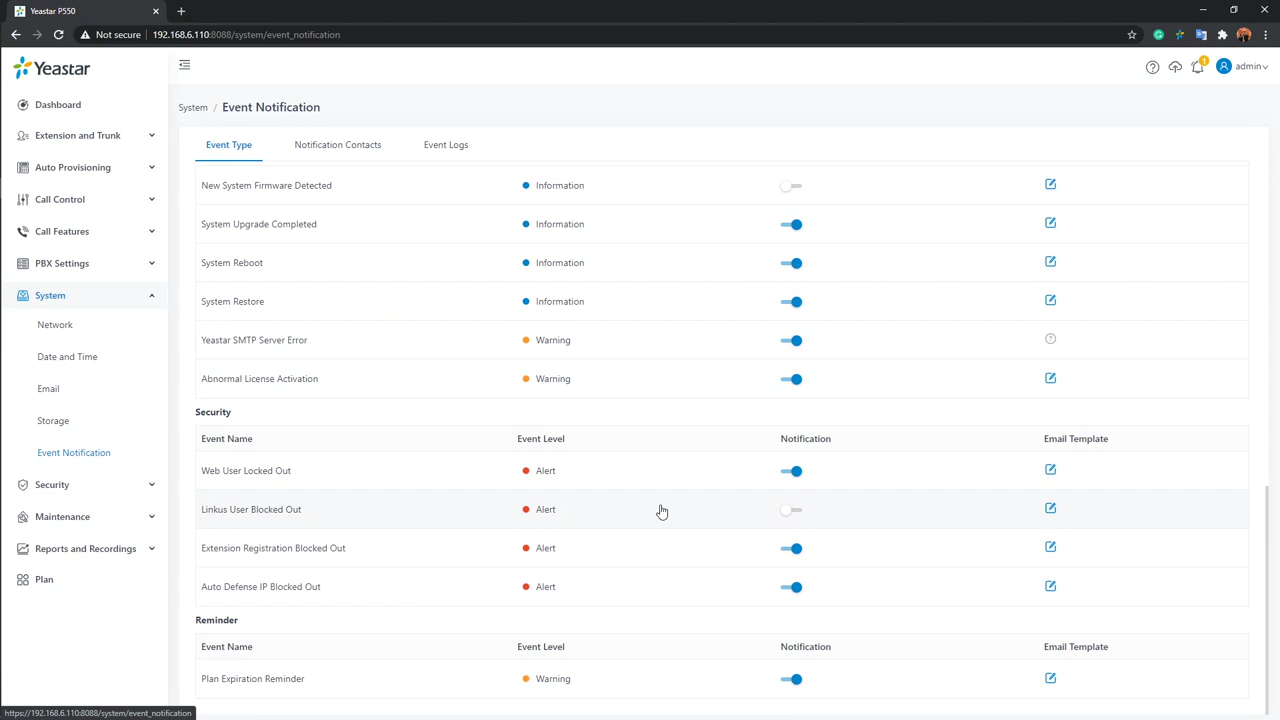 Yeastar P550
Not secure 192.168.6.110:8088/system/event_notification
Yeastar
1
admin
Dashboard
Extension and Trunk
Auto Provisioning
Call Control
Call Features
PBX Settings
System
Network
Date and Time
Email
Storage
Event Notification
Security
Maintenance
Reports and Recordings
Plan
System / Event Notification
Event Type Notification Contacts Event Logs
New System Firmware Detected Information
System Upgrade Completed Information
System Reboot Information
System Restore Information
Yeastar SMTP Server Error Warning
Abnormal License Activation Warning
Security
Event Name Event Level Notification Email Template
Web User Locked Out Alert
Linkus User Blocked Out Alert
Extension Registration Blocked Out Alert
Auto Defense IP Blocked Out Alert
Reminder
Event Name Event Level Notification Email Template
Plan Expiration Reminder Warning
https://192.168.6.110:8088/system/event_notification